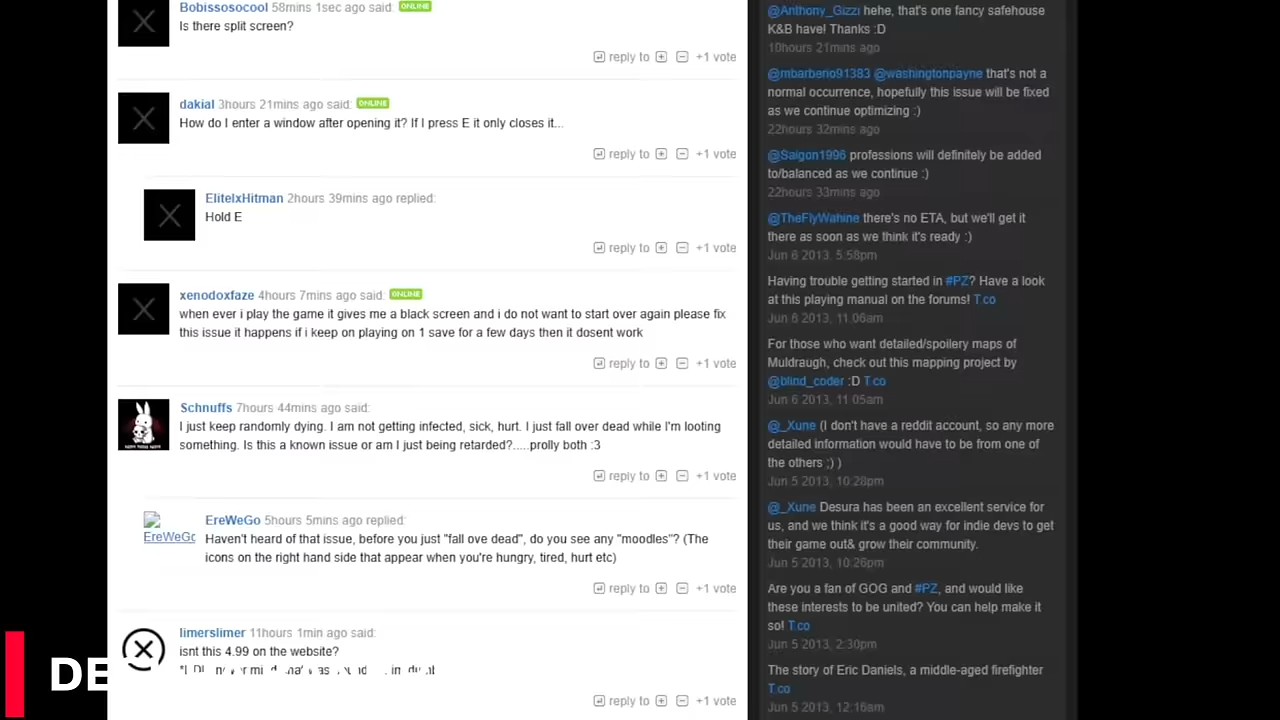 Bobissosocool 58mins 1sec ago said: ONLINE
Is there split screen?
reply to +1 vote
dakial 3hours 21mins ago said: ONLINE
How do I enter a window after opening it? If I press E it only closes it...
reply to +1 vote
ElitelxHitman 2hours 39mins ago replied:
Hold E
reply to +1 vote
xenodoxfaze 4hours 7mins ago said: ONLINE
when ever i play the game it gives me a black screen and i do not want to start over again please fix
this issue it happens if i keep on playing on 1 save for a few days then it dosent work
reply to +1 vote
Schnuffs 7hours 44mins ago said:
I just keep randomly dying. I am not getting infected, sick, hurt. I just fall over dead while I'm looting
something. Is this a known issue or am I just being retarded?.....prolly both :3
reply to +1 vote
EreWeGo
EreWeGo 5hours 5mins ago replied:
Haven't heard of that issue, before you just "fall ove dead", do you see any "moodles"? (The
icons on the right hand side that appear when you're hungry, tired, hurt etc)
reply to +1 vote
limerslimer 11hours 1min ago said:
isnt this 4.99 on the website?
reply to +1 vote
DE
@Anthony_Gizzi hehe, that's one fancy safehouse
K&B have! Thanks :D
10hours 21mins ago
@mbarberio91383 @washingtonpayne that's not a
normal occurrence, hopefully this issue will be fixed
as we continue optimizing :)
22hours 32mins ago
@Saigon1996 professions will definitely be added
to/balanced as we continue :)
22hours 33mins ago
@TheFlyWahine there's no ETA, but we'll get it
there as soon as we think it's ready :)
Jun 6 2013, 5:58pm
Having trouble getting started in #PZ? Have a look
at this playing manual on the forums! T.co
Jun 6 2013, 11:06am
For those who want detailed/spoilery maps of
Muldraugh, check out this mapping project by
@blind_coder :D T.co
Jun 6 2013, 11:05am
@_Xune (I don't have a reddit account, so any more
detailed information would have to be from one of
the others ;) )
Jun 5 2013, 10:28pm
@_Xune Desura has been an excellent service for
us, and we think it's a good way for indie devs to get
their game out& grow their community.
Jun 5 2013, 10:26pm
Are you a fan of GOG and #PZ, and would like
these interests to be united? You can help make it
so! T.co
Jun 5 2013, 2:30pm
The story of Eric Daniels, a middle-aged firefighter
T.co
Jun 5 2013, 12:16am